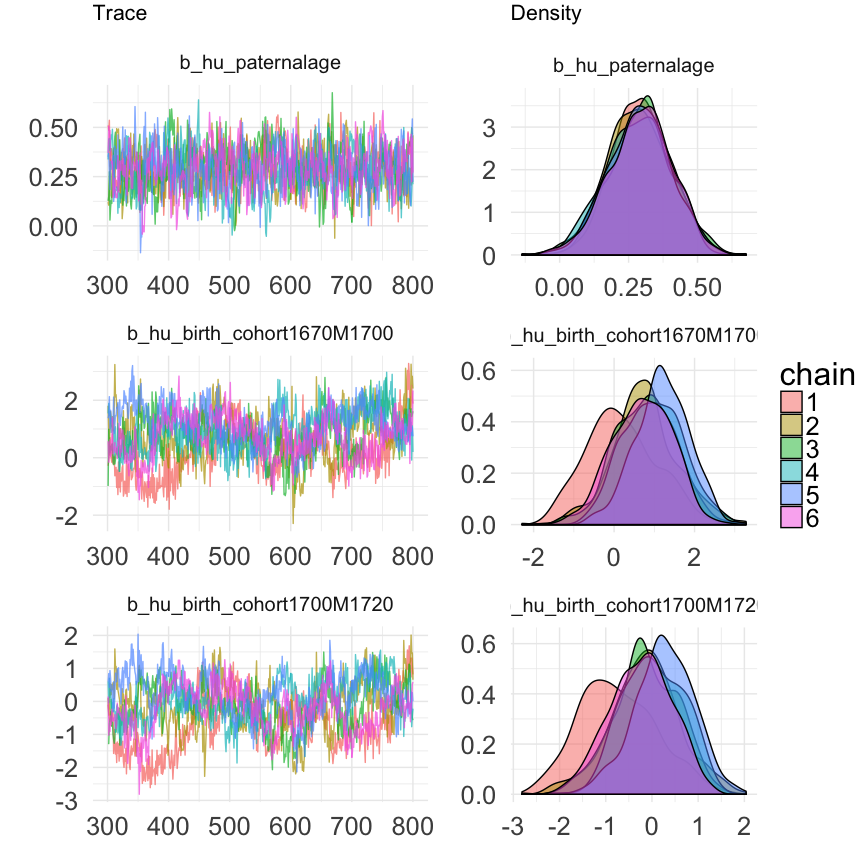 Trace
Density
b_hu_paternalage
b_hu_paternalage
0.50
0.25
0.00
300 400 500 600 700 800
3
2
1
0
0.00 0.25 0.50
b_hu_birth_cohort1670M1700
_hu_birth_cohort1670M170
2
0
-2
300 400 500 600 700 800
0.6
0.4
0.2
0.0
-2 0 2
b_hu_birth_cohort1700M1720
_hu_birth_cohort1700M172
2
1
0
-1
-2
-3
300 400 500 600 700 800
0.6
0.4
0.2
0.0
-3 -2 -1 0 1 2
chain
1
2
3
4
5
6